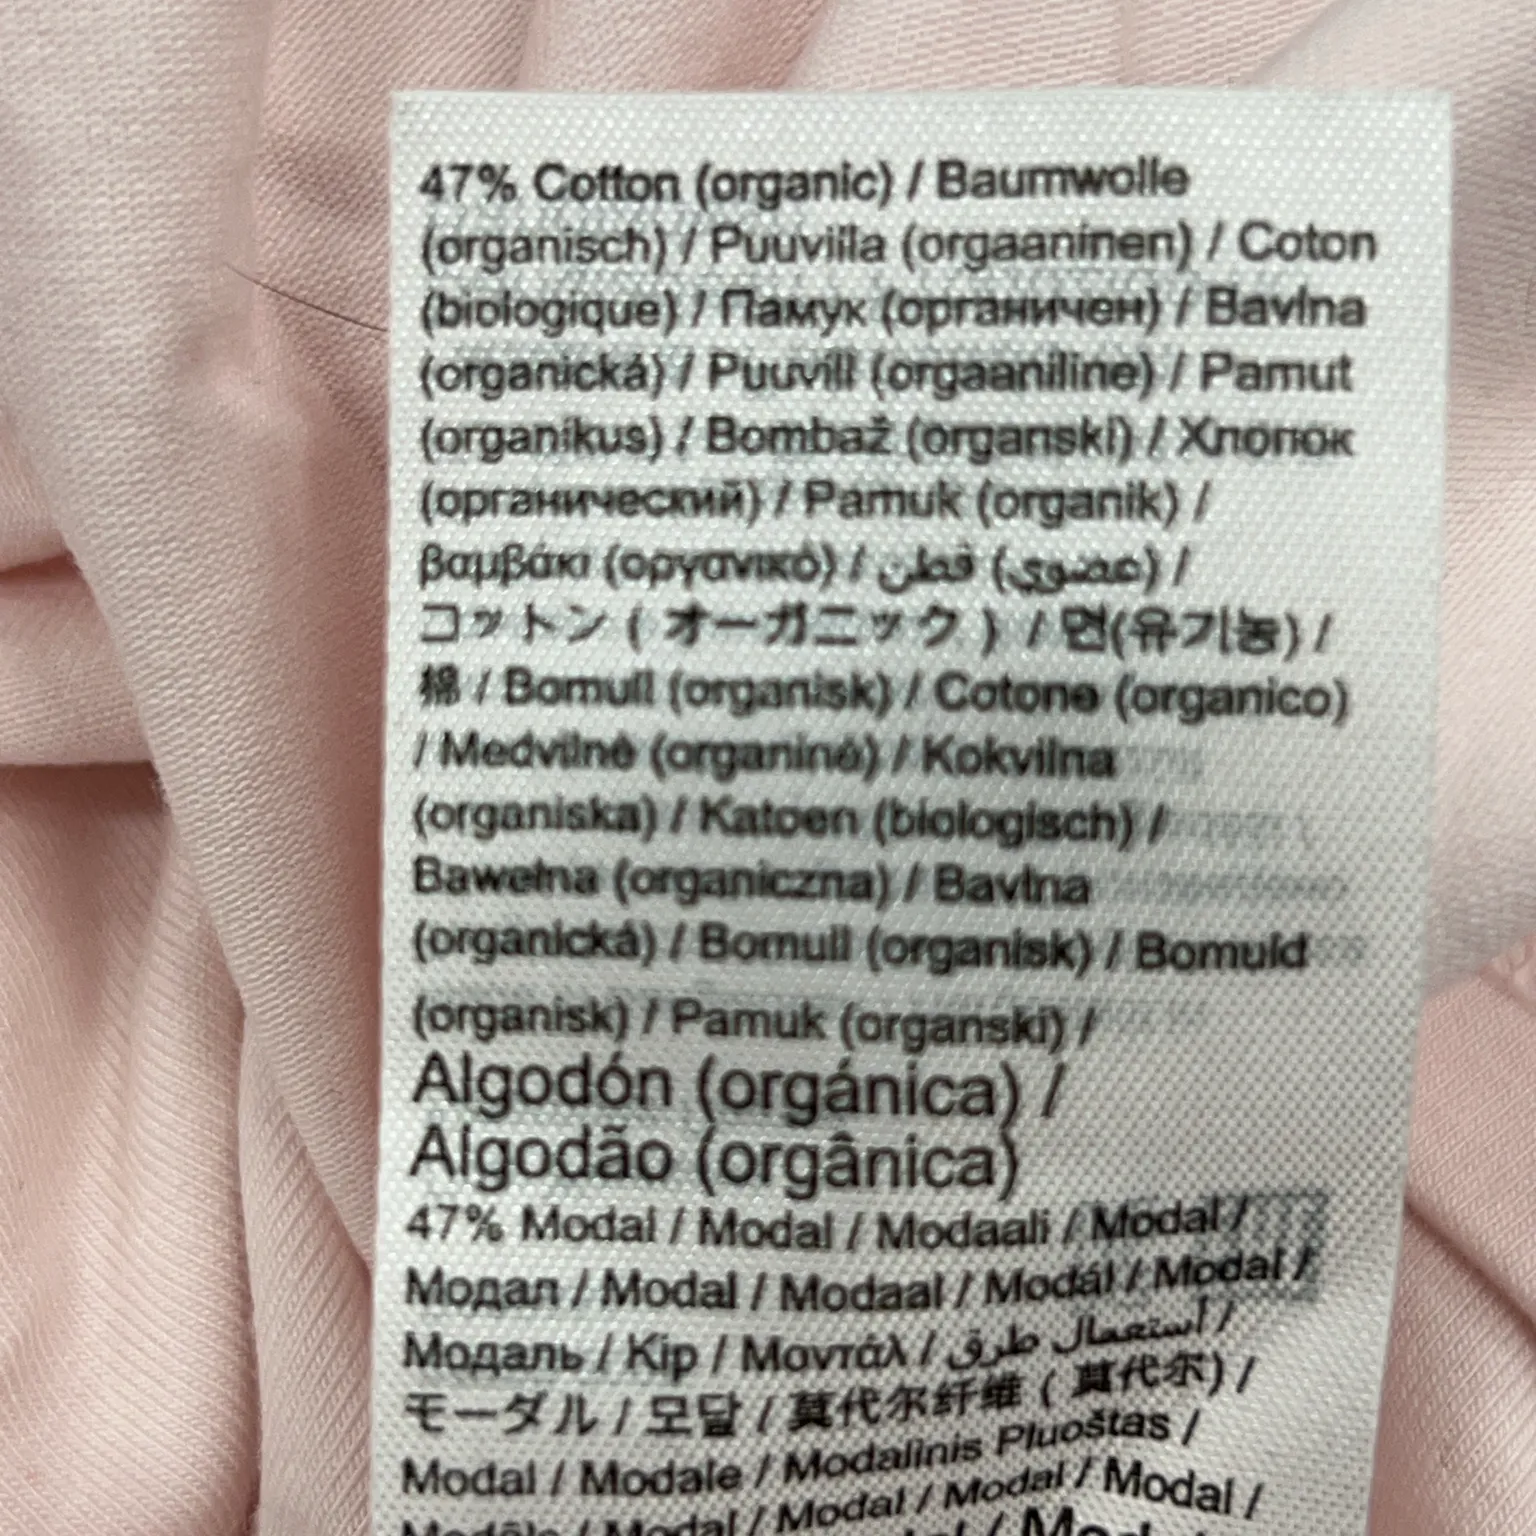 47% Cotton (organic) / Baumwolle
(organisch) / Puuvilla (orgaaninen) / Coton
(biologique) / Памук (органичен) / Bavlna
(organická) / Puuvill (orgaaniline) / Pamut
(organikus) / Bombaž (organski) / Хлопок
(органический) / Pamuk (organik) /
βαμβάκι (οργανικό) / قطن (عضوي) /
コットン ( オーガニック ) / 면(유기농) /
棉 / Bomull (organisk) / Cotone (organico)
/ Medvilnė (organinė) / Kokvilna
(organiska) / Katoen (biologisch) /
Bawełna (organiczna) / Bavlna
(organická) / Bomull (organisk) / Bomuld
(organisk) / Pamuk (organski) /
Algodón (orgánica) /
Algodão (orgânica)
47% Modal / Modal / Modaali / Modal /
Модал / Modal / Modaal / Modál / Modal /
Модаль / Kip / Μοντάλ / أستعمال طرق /
モーダル / 모달 / 莫代尔纤维 ( 莫代尔) /
Modal / Modale / Modalinis Pluoštas /
Modāls / Modal / Modal / Modal / Modal /